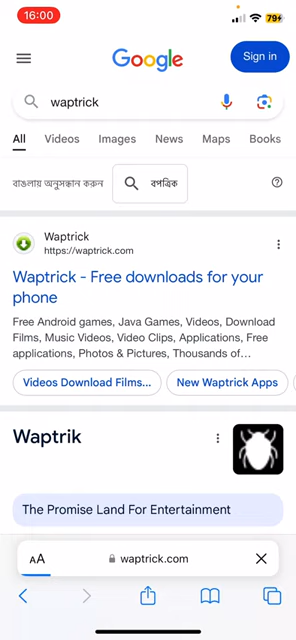 16:00
79
Google
Sign in
waptrick
All Videos Images News Maps Books
বাংলায় অনুসন্ধান করুন
বপত্রিক
Waptrick
https://waptrick.com
Waptrick - Free downloads for your
phone
Free Android games, Java Games, Videos, Download
Films, Music Videos, Video Clips, Applications, Free
applications, Photos & Pictures, Thousands of...
Videos Download Films...
New Waptrick Apps
Waptrik
The Promise Land For Entertainment
AA
waptrick.com